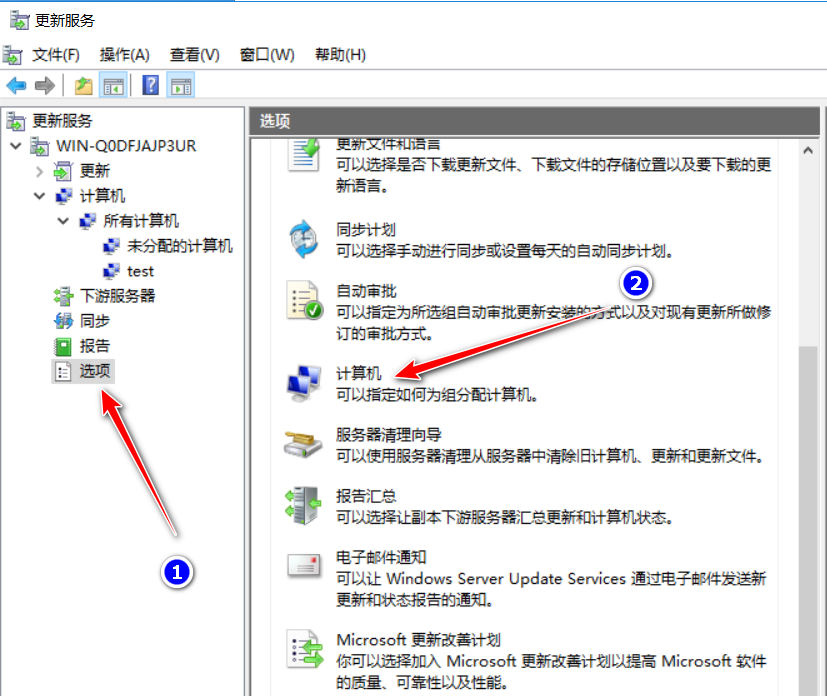 更新服务
文件(F) 操作(A) 查看(V) 窗口(W) 帮助(H)
更新服务
WIN-Q0DFJAJP3UR
更新
计算机
所有计算机
未分配的计算机
test
下游服务器
同步
报告
选项
1
选项
更新文件和语言
可以选择是否下载更新文件、下载文件的存储位置以及要下载的更
新语言。
同步计划
可以选择手动进行同步或设置每天的自动同步计划。
2
自动审批
可以指定为所选组自动审批更新安装的方式以及对现有更新所做修
订的审批方式。
计算机
可以指定如何为组分配计算机。
服务器清理向导
可以使用服务器清理从服务器中清除旧计算机、更新和更新文件。
报告汇总
可以选择让副本下游服务器汇总更新和计算机状态。
电子邮件通知
可以让 Windows Server Update Services 通过电子邮件发送新
更新和状态报告的通知。
Microsoft 更新改善计划
你可以选择加入 Microsoft 更新改善计划以提高 Microsoft 软件
的质量、可靠性以及性能。